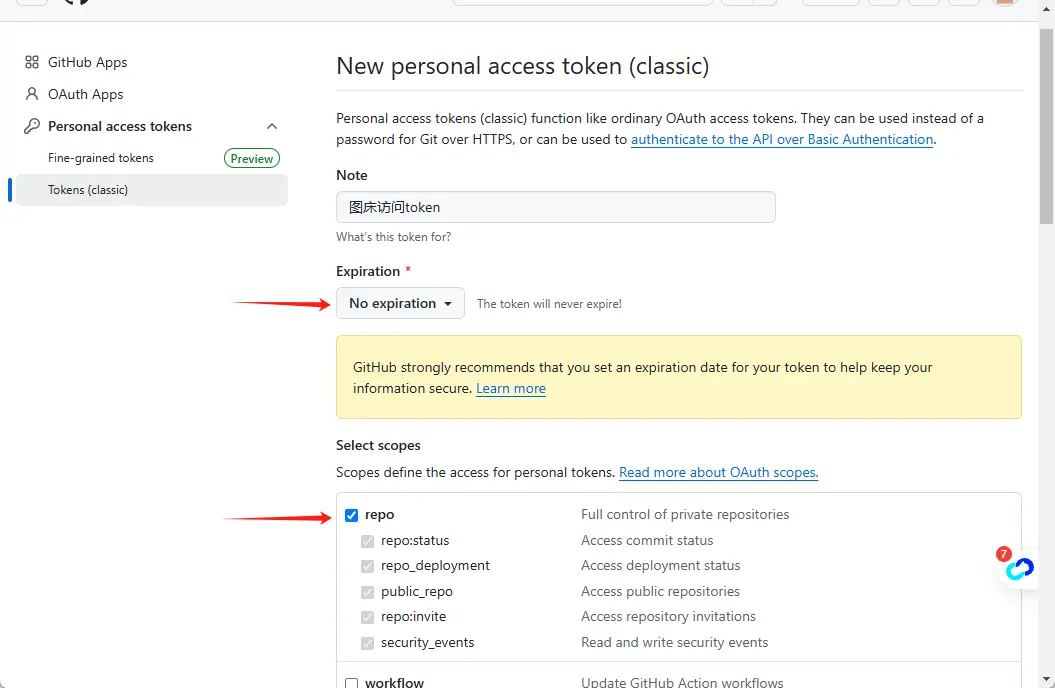 GitHub Apps
OAuth Apps
Personal access tokens
Fine-grained tokens
Preview
Tokens (classic)
New personal access token (classic)
Personal access tokens (classic) function like ordinary OAuth access tokens. They can be used instead of a
password for Git over HTTPS, or can be used to authenticate to the API over Basic Authentication.
Note
图床访问token
What's this token for?
Expiration *
No expiration
The token will never expire!
GitHub strongly recommends that you set an expiration date for your token to help keep your
information secure. Learn more
Select scopes
Scopes define the access for personal tokens. Read more about OAuth scopes.
repo Full control of private repositories
repo:status Access commit status
repo_deployment Access deployment status
public_repo Access public repositories
repo:invite Access repository invitations
security_events Read and write security events
workflow Update GitHub Action workflows
7